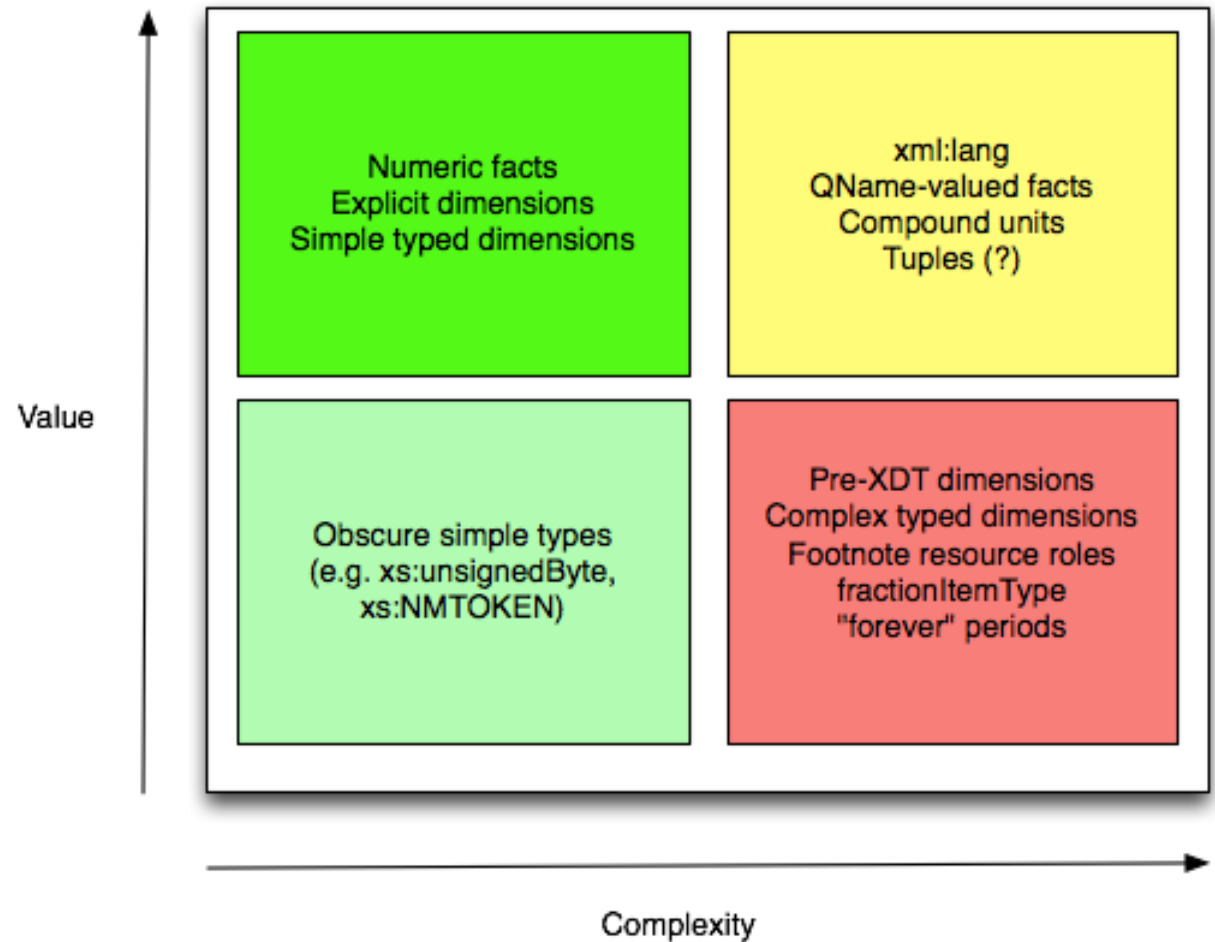 Numeric facts
Explicit dimensions
Simple typed dimensions
xml:lang
QName-valued facts
Compound units
Tuples (?)
Value
Obscure simple types
(e.g. xs:unsignedByte,
xs:NMTOKEN)
Pre-XDT dimensions
Complex typed dimensions
Footnote resource roles
fractionItemType
"forever" periods
Complexity